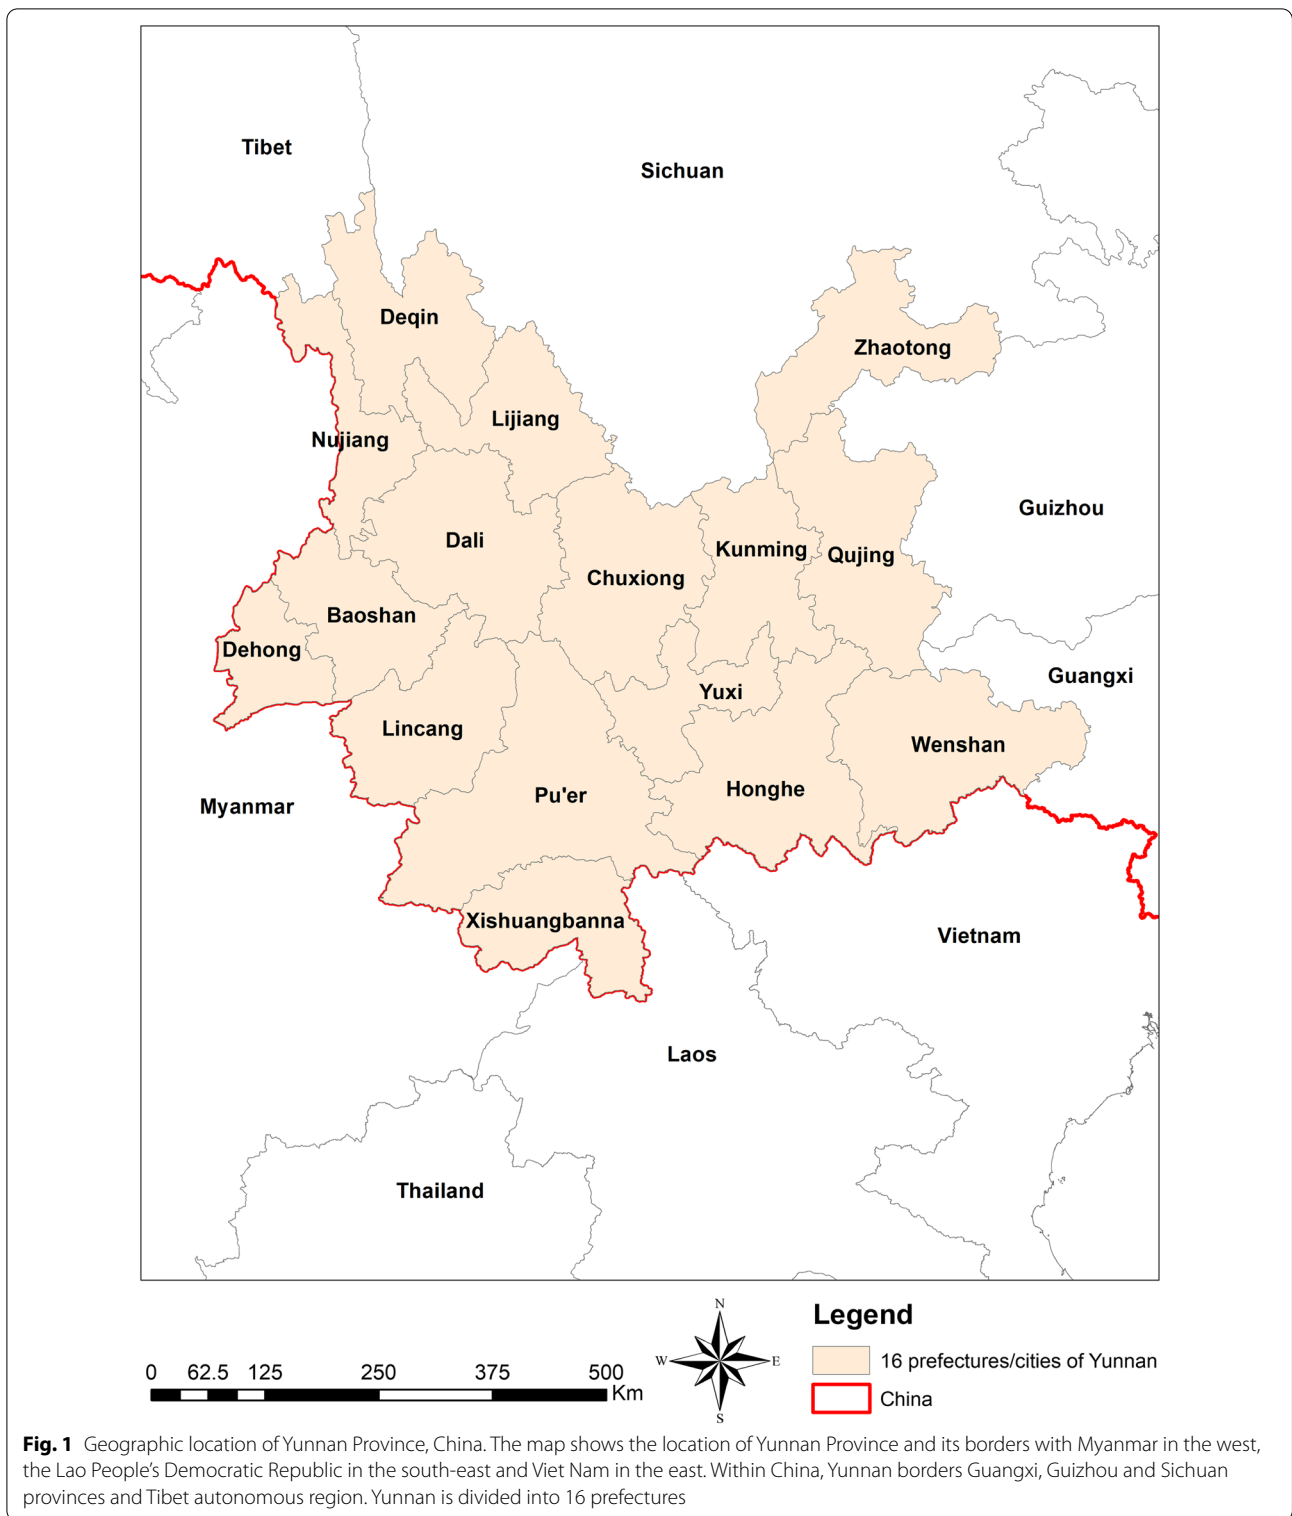 Tibet
Sichuan
Deqin
Zhaotong
Lijiang
Nujiang
Guizhou
Dali
Kunming
Qujing
Chuxiong
Baoshan
Dehong
Guangxi
Yuxi
Lincang
Wenshan
Honghe
Pu'er
Myanmar
Xishuangbanna
Vietnam
Laos
Thailand
N
W E
S
Legend
16 prefectures/cities of Yunnan
China
0 62.5 125 250 375 500
Km
Fig. 1 Geographic location of Yunnan Province, China. The map shows the location of Yunnan Province and its borders with Myanmar in the west,
the Lao People’s Democratic Republic in the south-east and Viet Nam in the east. Within China, Yunnan borders Guangxi, Guizhou and Sichuan
provinces and Tibet autonomous region. Yunnan is divided into 16 prefectures